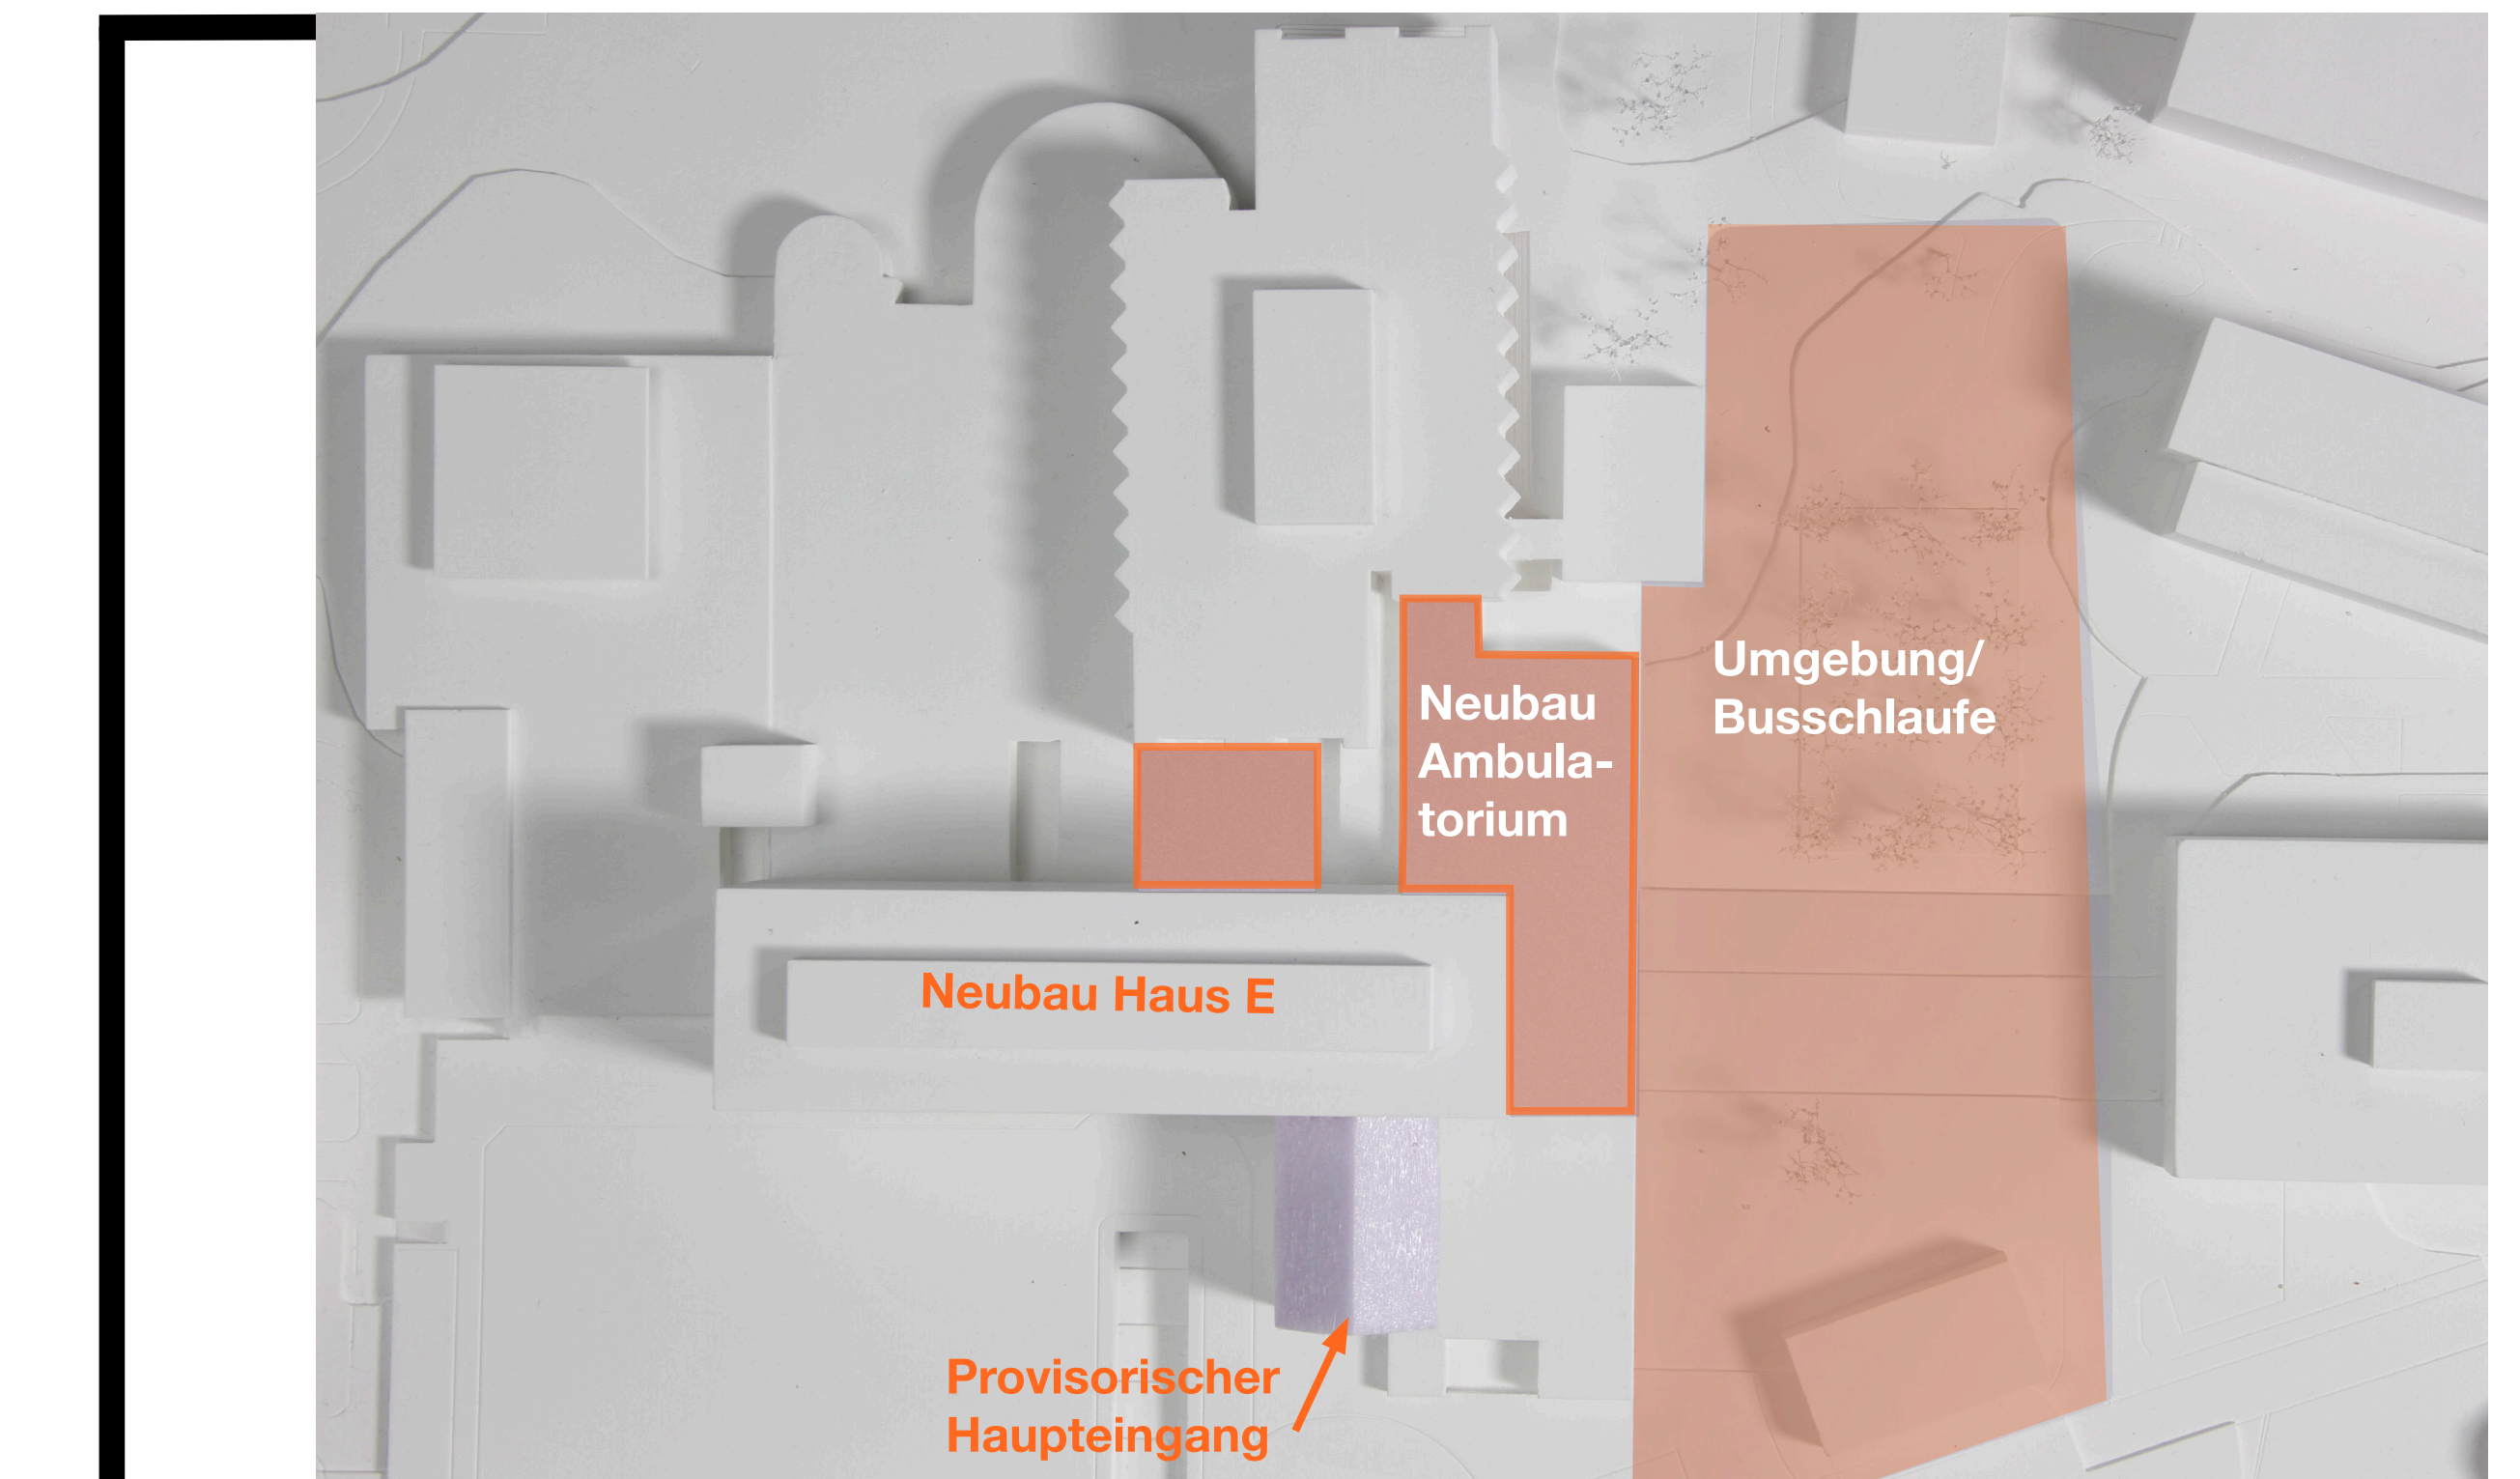 Umgebung/
Busschlaufe
Neubau
Ambula-
torium
Neubau Haus E
Provisorischer
Haupteingang